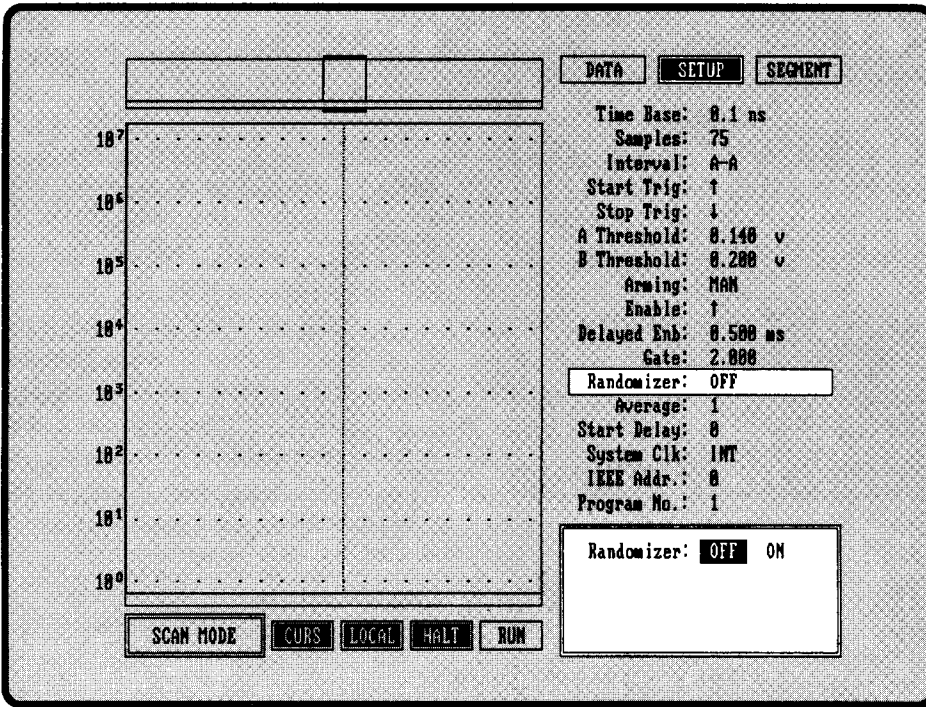 DATA SETUP SEGMENT
Time Base: 0.1 ns
Samples: 75
Interval: A-A
Start Trig: ↑
Stop Trig: ↓
A Threshold: 0.140 v
B Threshold: 0.200 v
Arming: MAN
Enable: ↑
Delayed Enb: 0.500 ms
Gate: 2.000
Randomizer: OFF
Average: 1
Start Delay: 0
System Clk: INT
IEEE Addr.: 0
Program No.: 1
10⁷
10⁶
10⁵
10⁴
10³
10²
10¹
10⁰
Randomizer: OFF ON
SCAN MODE CURS LOCAL HALT RUN